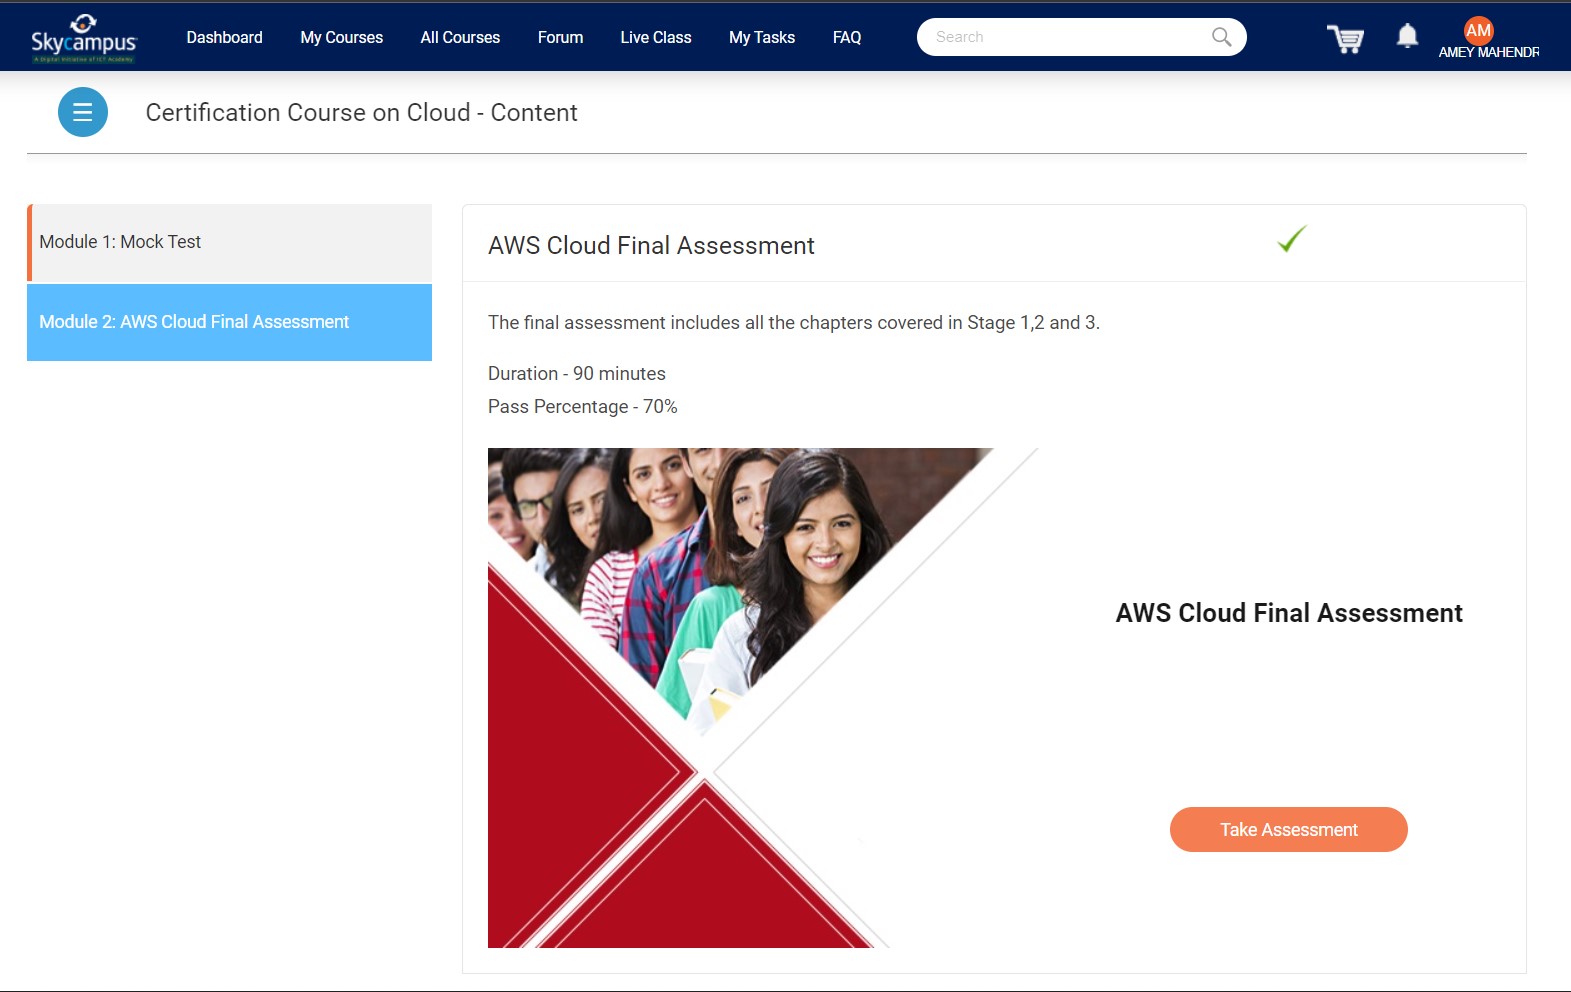 Skycampus
A Digital Initiative of ICT Academy
Dashboard
My Courses
All Courses
Forum
Live Class
My Tasks
FAQ
Search
AM
AMEY MAHENDR
Certification Course on Cloud - Content
Module 1: Mock Test
Module 2: AWS Cloud Final Assessment
AWS Cloud Final Assessment
The final assessment includes all the chapters covered in Stage 1,2 and 3.
Duration - 90 minutes
Pass Percentage - 70%
AWS Cloud Final Assessment
Take Assessment